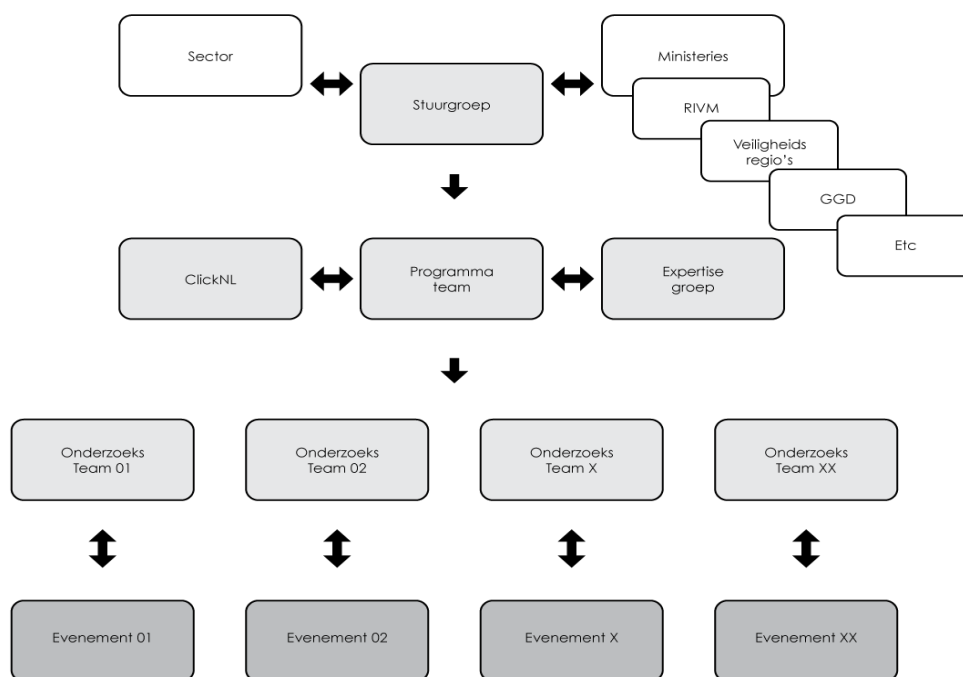 Sector
Ministeries
Stuurgroep
RIVM
Veiligheids
regio's
GGD
Etc
ClickNL
Programma
team
Expertise
groep
Onderzoeks
Team 01
Onderzoeks
Team 02
Onderzoeks
Team X
Onderzoeks
Team XX
Evenement 01
Evenement 02
Evenement X
Evenement XX